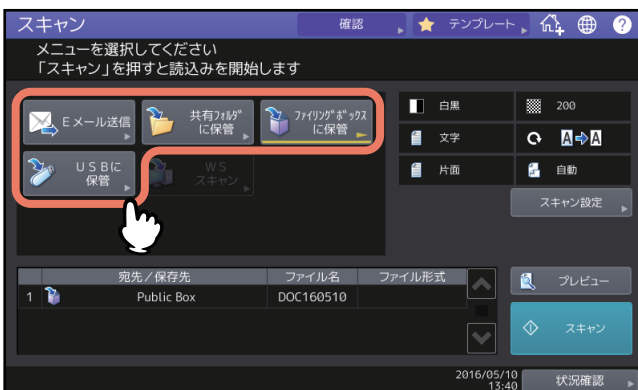 スキャン
確認
テンプレート
?
メニューを選択してください
「スキャン」を押すと読込みを開始します
Eメール送信
共有フォルダ
に保管
ファイリングボックス
に保管
USBに
保管
WS
スキャン
白黒
200
文字
A A
片面
自動
スキャン設定
宛先/保存先 ファイル名 ファイル形式
1 Public Box DOC160510
プレビュー
スキャン
2016/05/10
13:40
状況確認